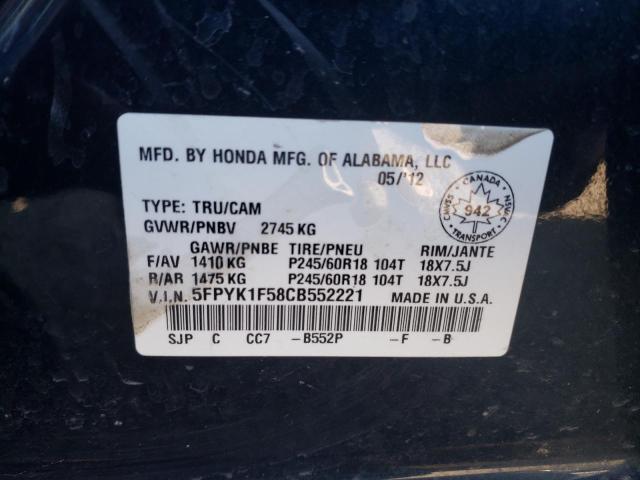 MFD. BY HONDA MFG. OF ALABAMA, LLC
05/'12
TYPE: TRU/CAM
GVWR/PNBV 2745 KG
GAWR/PNBE TIRE/PNEU RIM/JANTE
F/AV 1410 KG P245/60R18 104T 18X7.5J
R/AR 1475 KG P245/60R18 104T 18X7.5J
V.I.N. 5FPYK1F58CB552221 MADE IN U.S.A.
SJP C CC7 -B552P -F -B
CANADA
CMVSS 942 NSVAC
TRANSPORT